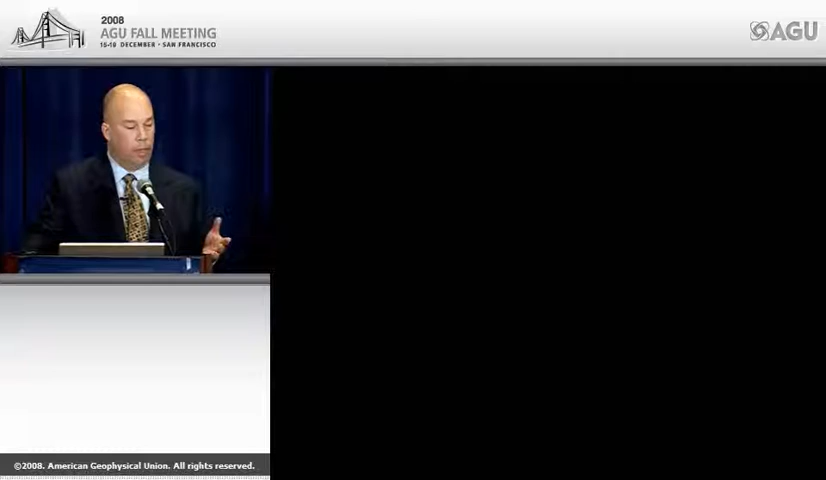 2008
AGU FALL MEETING
15-19 DECEMBER • SAN FRANCISCO
AGU
©2008. American Geophysical Union. All rights reserved.